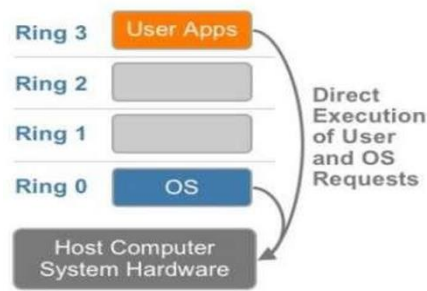 Ring 3
User Apps
Ring 2
Ring 1
Ring 0
OS
Direct
Execution
of User
and OS
Requests
Host Computer
System Hardware